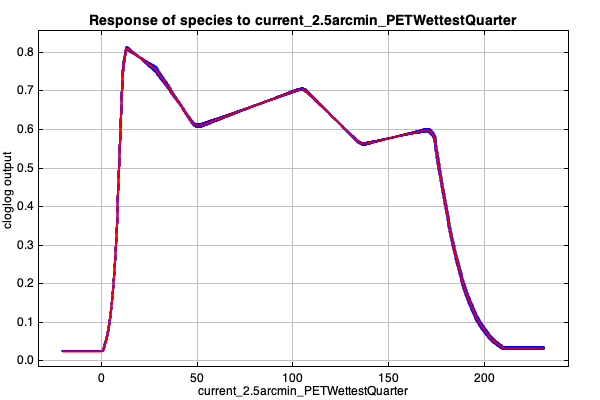 Response of species to current_2.5arcmin_PETWettestQuarter
0.8
0.7
0.6
0.5
0.4
0.3
0.2
0.1
0.0
cloglog output
0 50 100 150 200
current_2.5arcmin_PETWettestQuarter